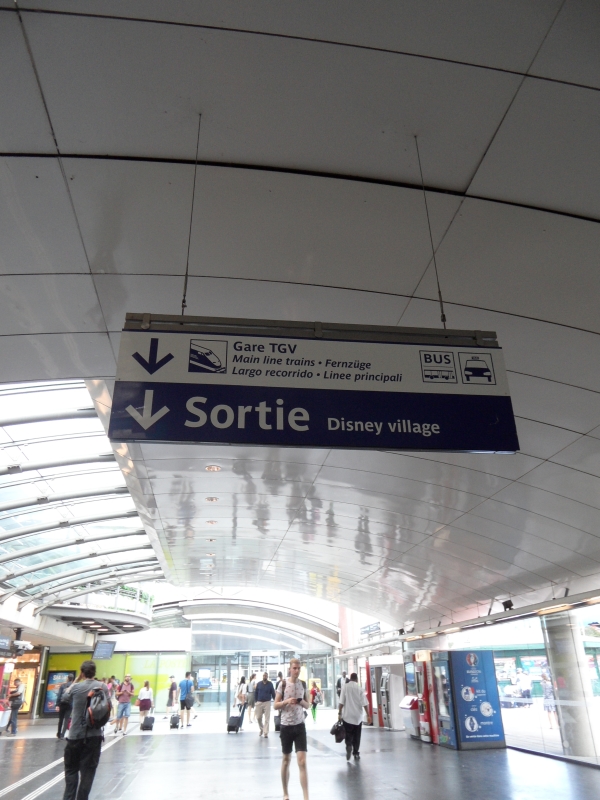 Gare TGV
Main line trains • Fernzüge
Largo recorrido • Linee principali
BUS
Sortie Disney village